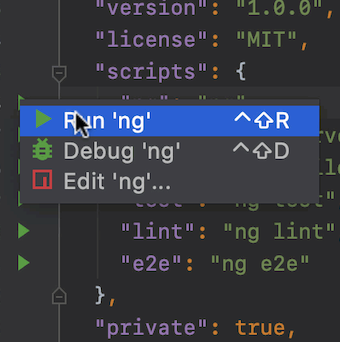 "version": "1.0.0",
"license": "MIT",
"scripts": {
Run 'ng' ^⇧R
Debug 'ng' ^⇧D
Edit 'ng'...
"lint": "ng lint"
"e2e": "ng e2e"
},
"private": true,